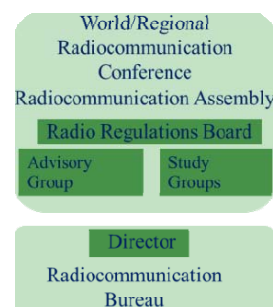 World/Regional
Radiocommunication
Conference
Radiocommunication Assembly
Radio Regulations Board
Advisory Study
Group Groups
Director
Radiocommunication
Bureau